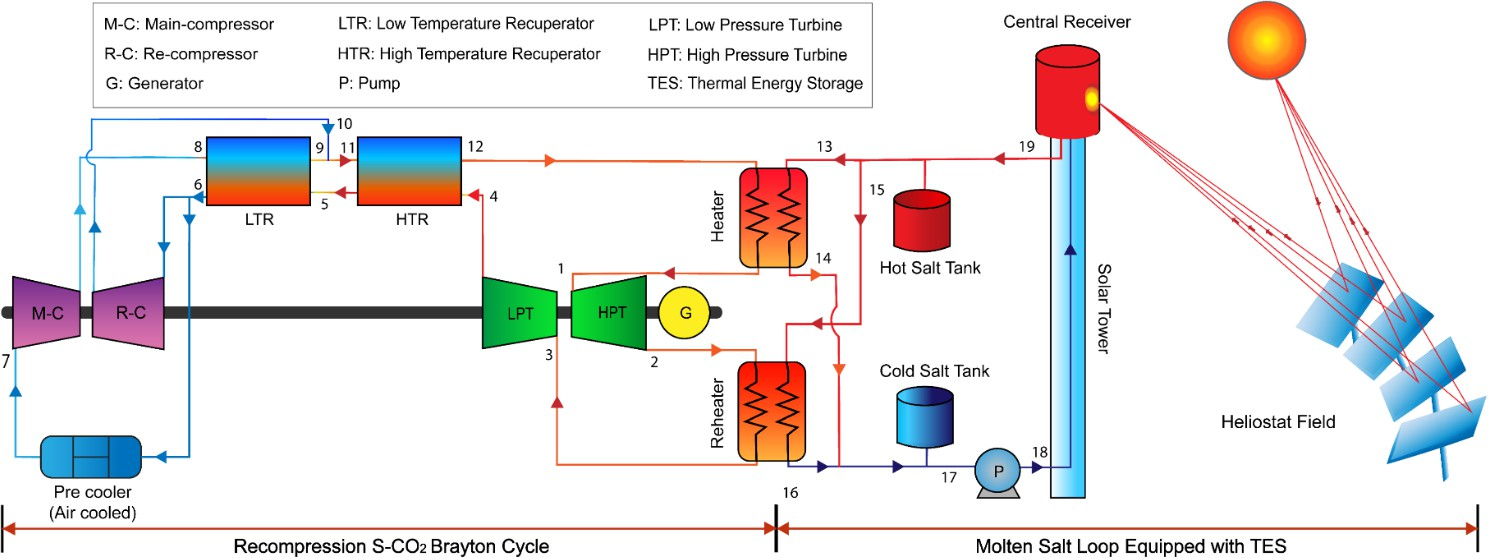 M-C: Main-compressor LTR: Low Temperature Recuperator LPT: Low Pressure Turbine
R-C: Re-compressor HTR: High Temperature Recuperator HPT: High Pressure Turbine
G: Generator P: Pump TES: Thermal Energy Storage
Central Receiver
10
8 9 11 12 13 19
6 5 4 15
LTR HTR
Heater
Hot Salt Tank
14
1
Solar Tower
M-C R-C LPT HPT G
7 3 2
Cold Salt Tank
Reheater
Heliostat Field
18
P
17
16
Pre cooler
(Air cooled)
Recompression S-CO₂ Brayton Cycle Molten Salt Loop Equipped with TES